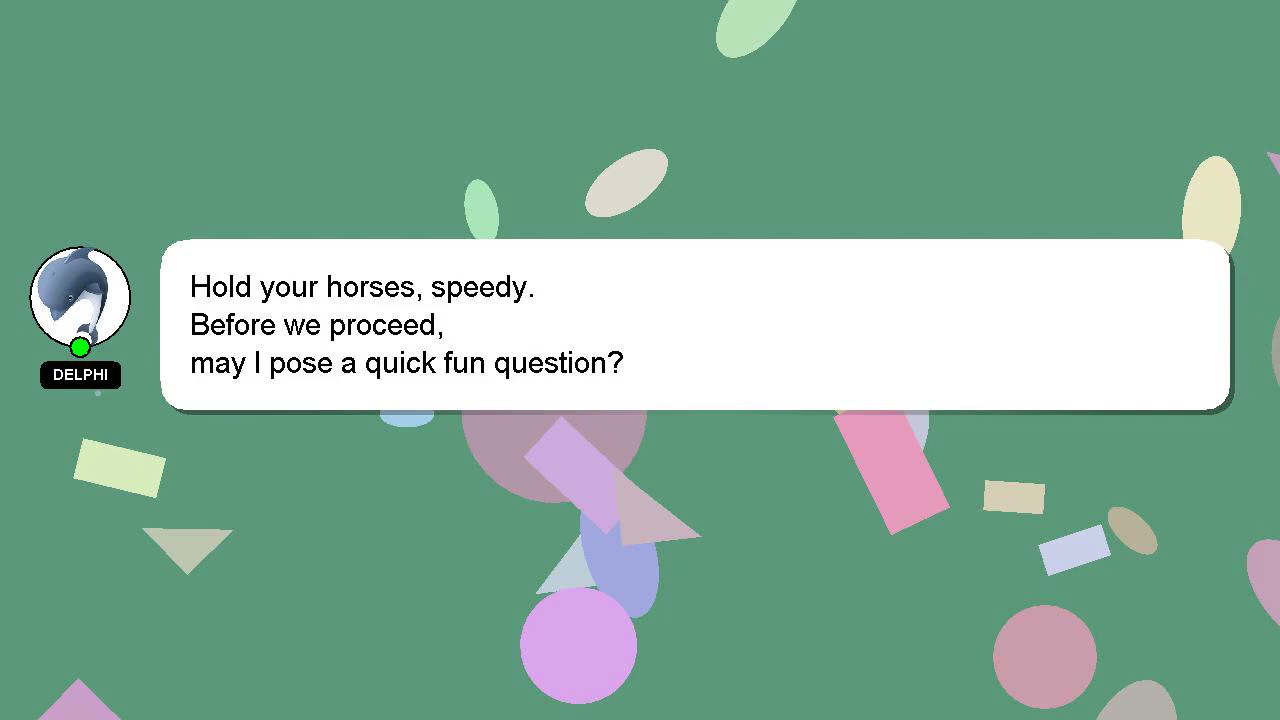 Hold your horses, speedy.
Before we proceed,
may I pose a quick fun question?
DELPHI